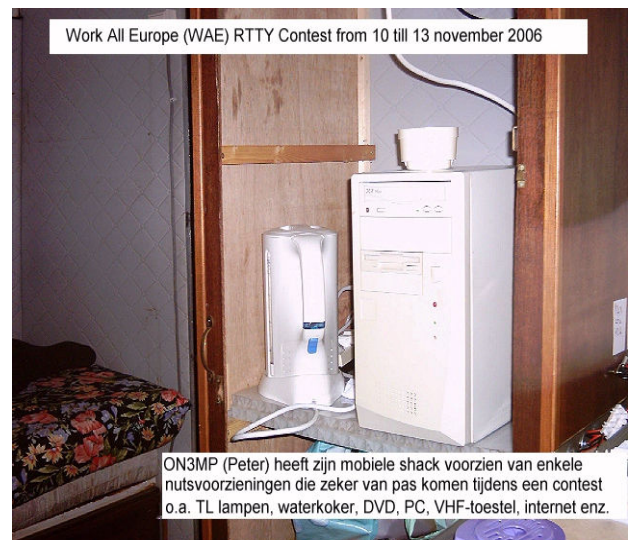 Work All Europe (WAE) RTTY Contest from 10 till 13 november 2006
ON3MP (Peter) heeft zijn mobiele shack voorzien van enkele
nutsvoorzieningen die zeker van pas komen tijdens een contest
o.a. TL lampen, waterkoker, DVD, PC, VHF-toestel, internet enz.